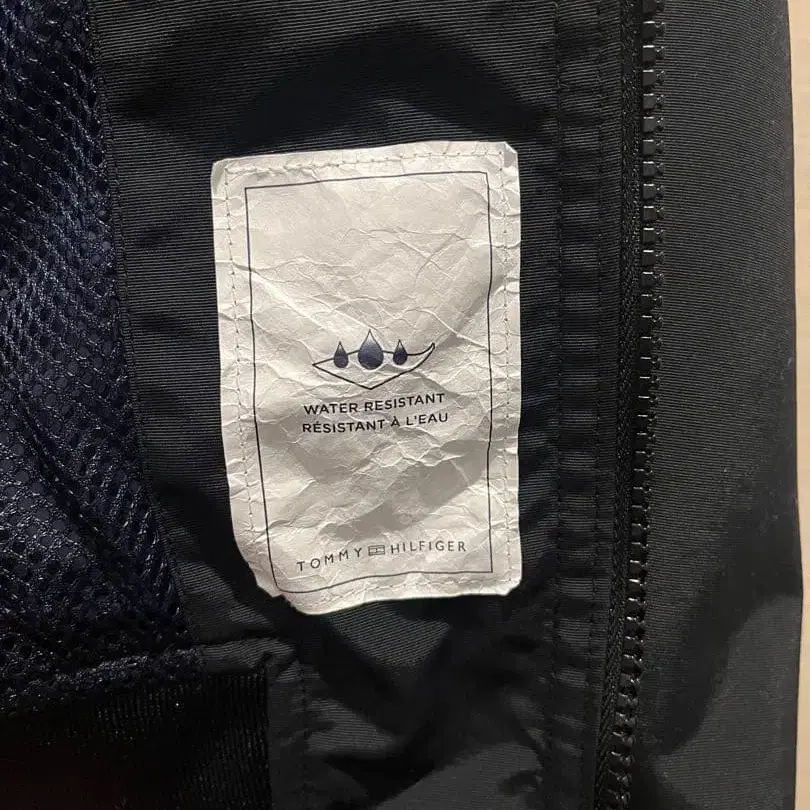 WATER RESISTANT
RÉSISTANT À L'EAU
TOMMY HILFIGER